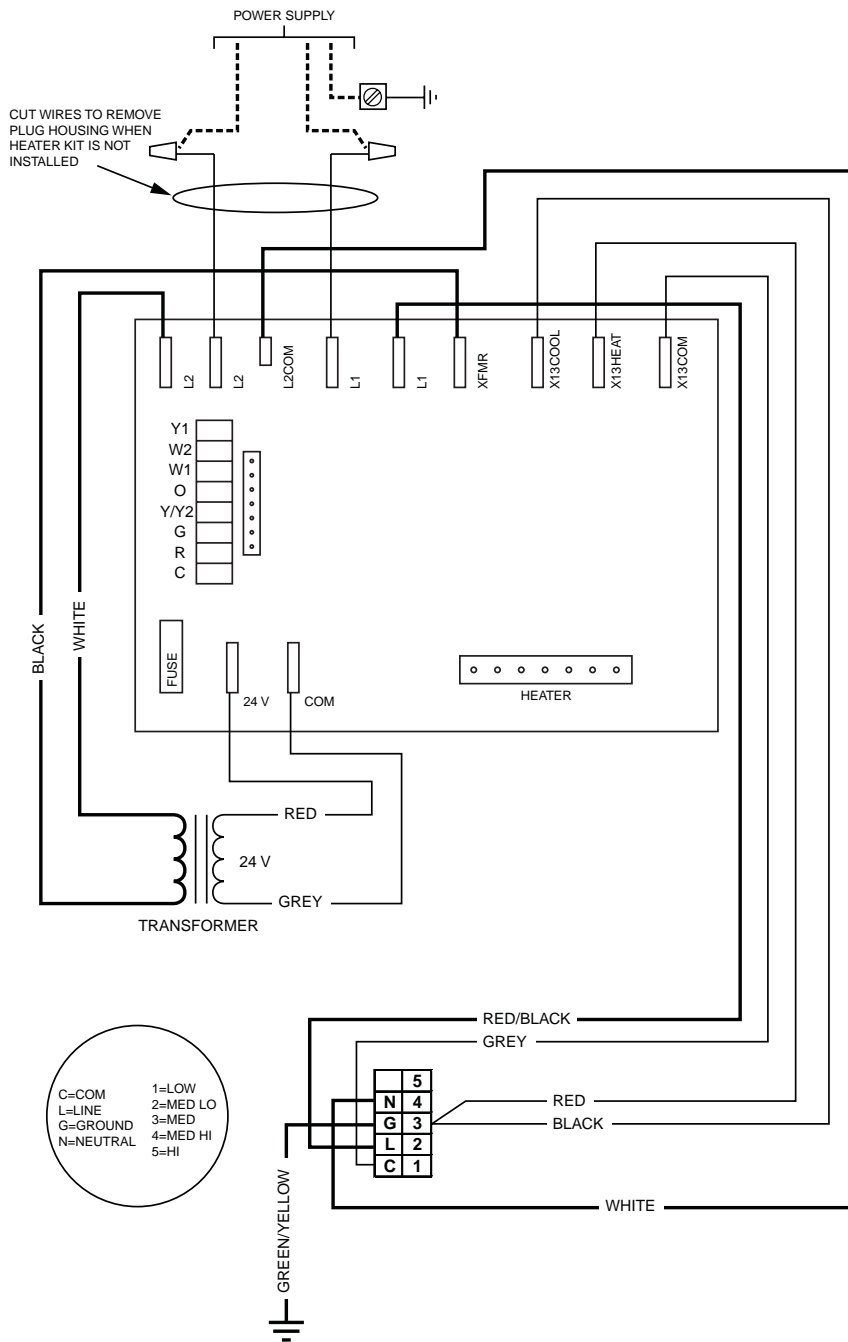 POWER SUPPLY
CUT WIRES TO REMOVE
PLUG HOUSING WHEN
HEATER KIT IS NOT
INSTALLED
L2
L2
L2COM
L1
L1
XFMR
X13COOL
X13HEAT
X13COM
Y1
W2
W1
O
Y/Y2
G
R
C
BLACK
WHITE
FUSE
24 V
COM
HEATER
RED
24 V
GREY
TRANSFORMER
RED/BLACK
GREY
C=COM
L=LINE
G=GROUND
N=NEUTRAL
1=LOW
2=MED LO
3=MED
4=MED HI
5=HI
5
N 4
G 3
L 2
C 1
RED
BLACK
WHITE
GREEN/YELLOW